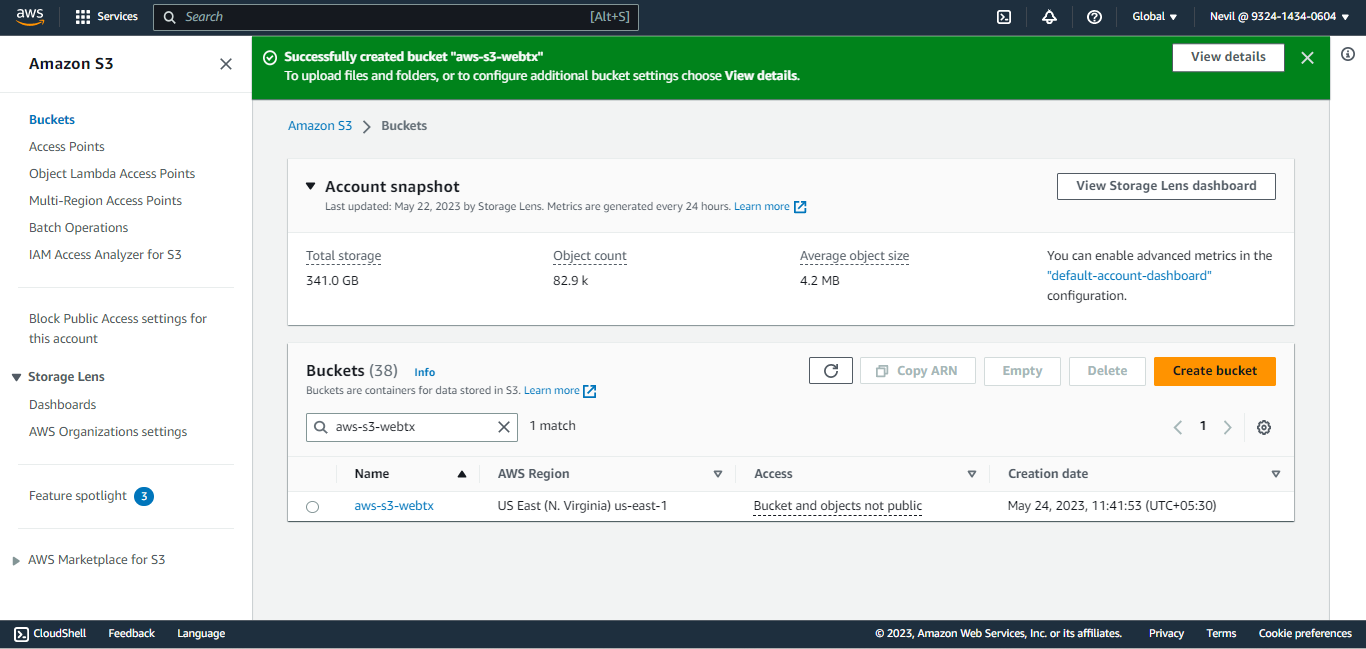 aws Services Search [Alt+S] Global Nevil @ 9324-1434-0604
Amazon S3
Buckets
Access Points
Object Lambda Access Points
Multi-Region Access Points
Batch Operations
IAM Access Analyzer for S3
Block Public Access settings for
this account
Storage Lens
Dashboards
AWS Organizations settings
Feature spotlight 3
AWS Marketplace for S3
Successfully created bucket "aws-s3-webtx"
To upload files and folders, or to configure additional bucket settings choose View details.
View details
Amazon S3 Buckets
Account snapshot
Last updated: May 22, 2023 by Storage Lens. Metrics are generated every 24 hours. Learn more
View Storage Lens dashboard
Total storage
341.0 GB
Object count
82.9 k
Average object size
4.2 MB
You can enable advanced metrics in the
"default-account-dashboard"
configuration.
Buckets (38) Info
Buckets are containers for data stored in S3. Learn more
Copy ARN Empty Delete Create bucket
aws-s3-webtx 1 match 1
Name AWS Region Access Creation date
aws-s3-webtx US East (N. Virginia) us-east-1 Bucket and objects not public May 24, 2023, 11:41:53 (UTC+05:30)
CloudShell Feedback Language © 2023, Amazon Web Services, Inc. or its affiliates. Privacy Terms Cookie preferences